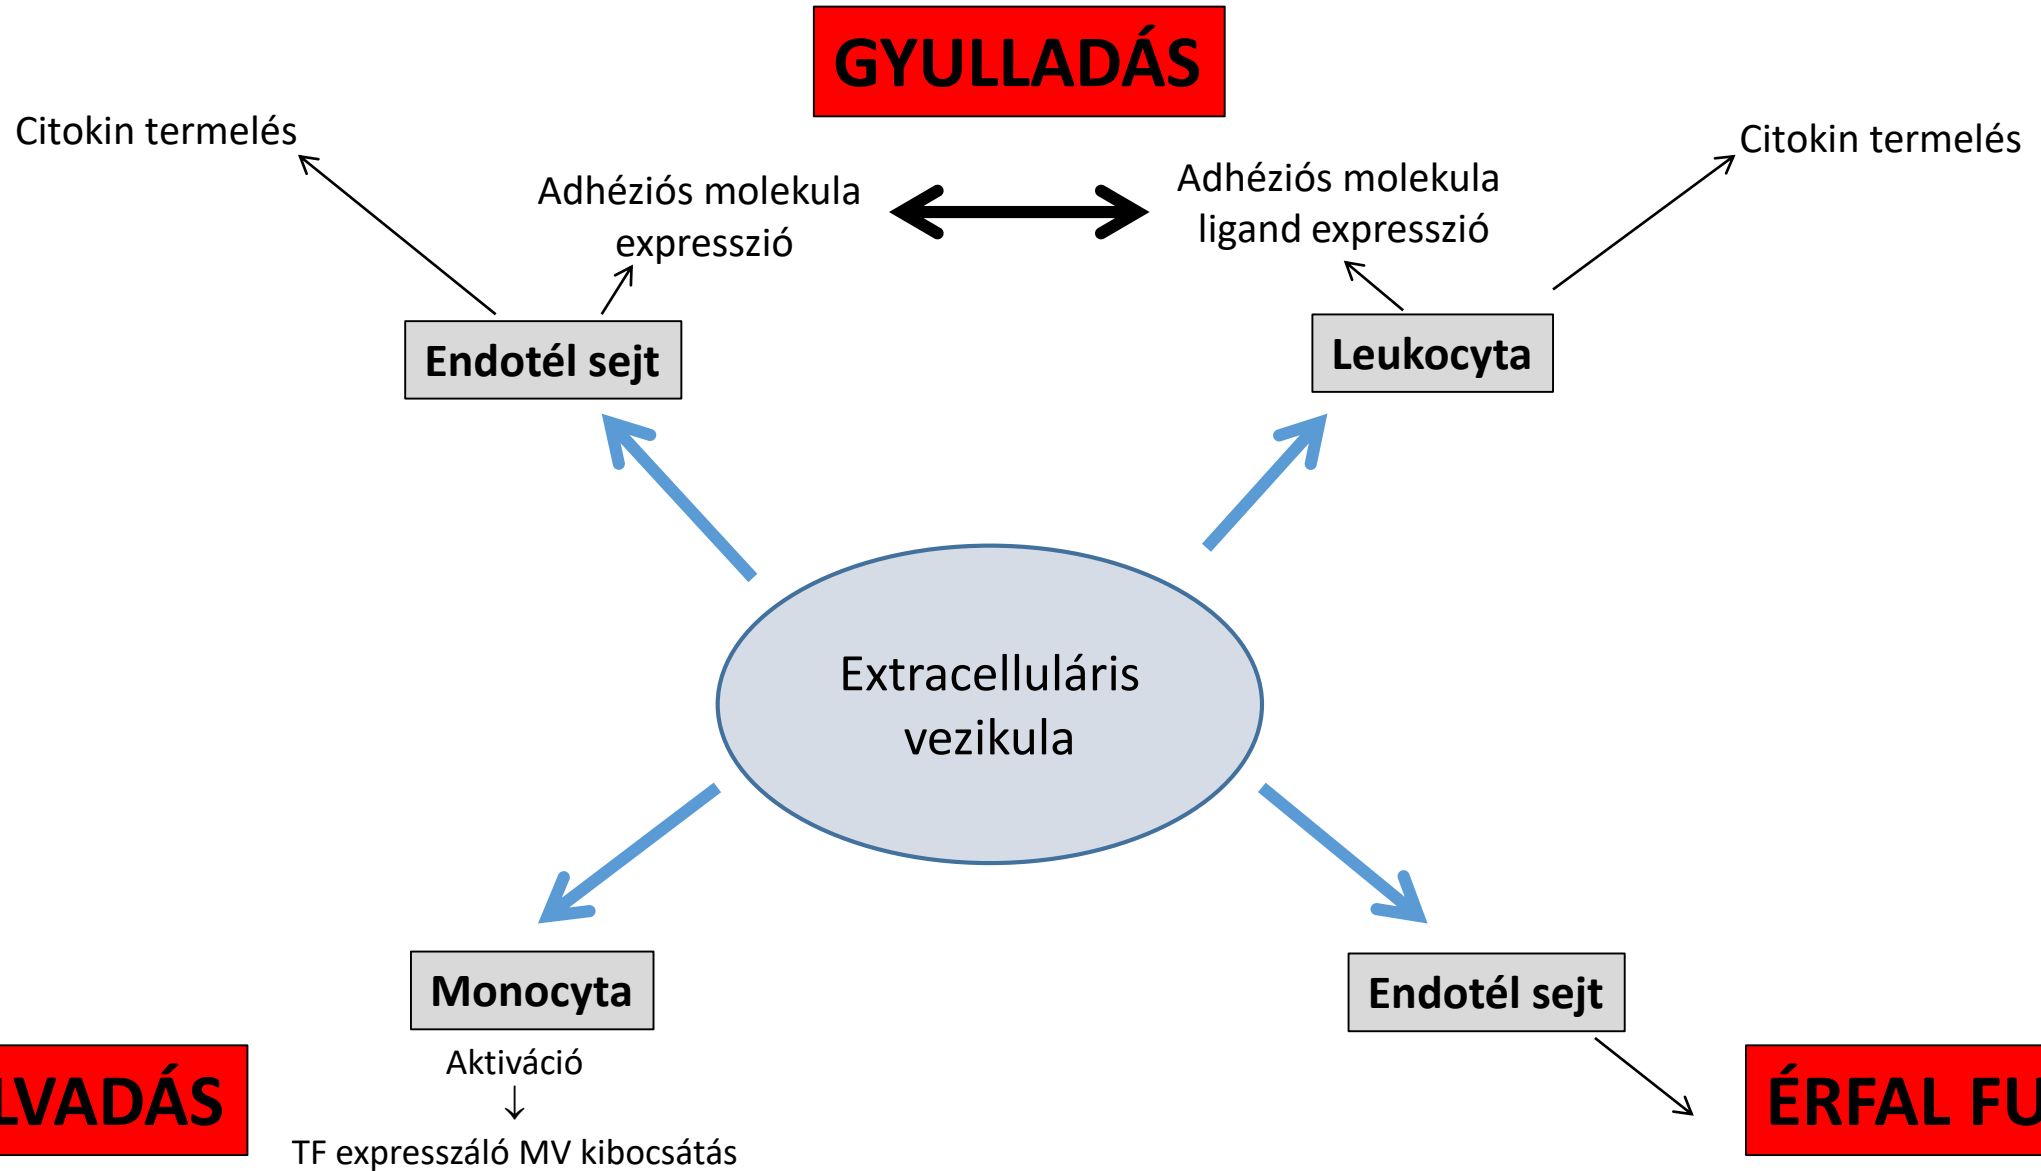 GYULLADÁS
Citokin termelés
Citokin termelés
Adhéziós molekula
expresszió
Adhéziós molekula
ligand expresszió
Endotél sejt
Leukocyta
Extracelluláris
vezikula
Monocyta
Endotél sejt
Aktiváció
↓
TF expresszáló MV kibocsátás
LVADÁS
ÉRFAL FU